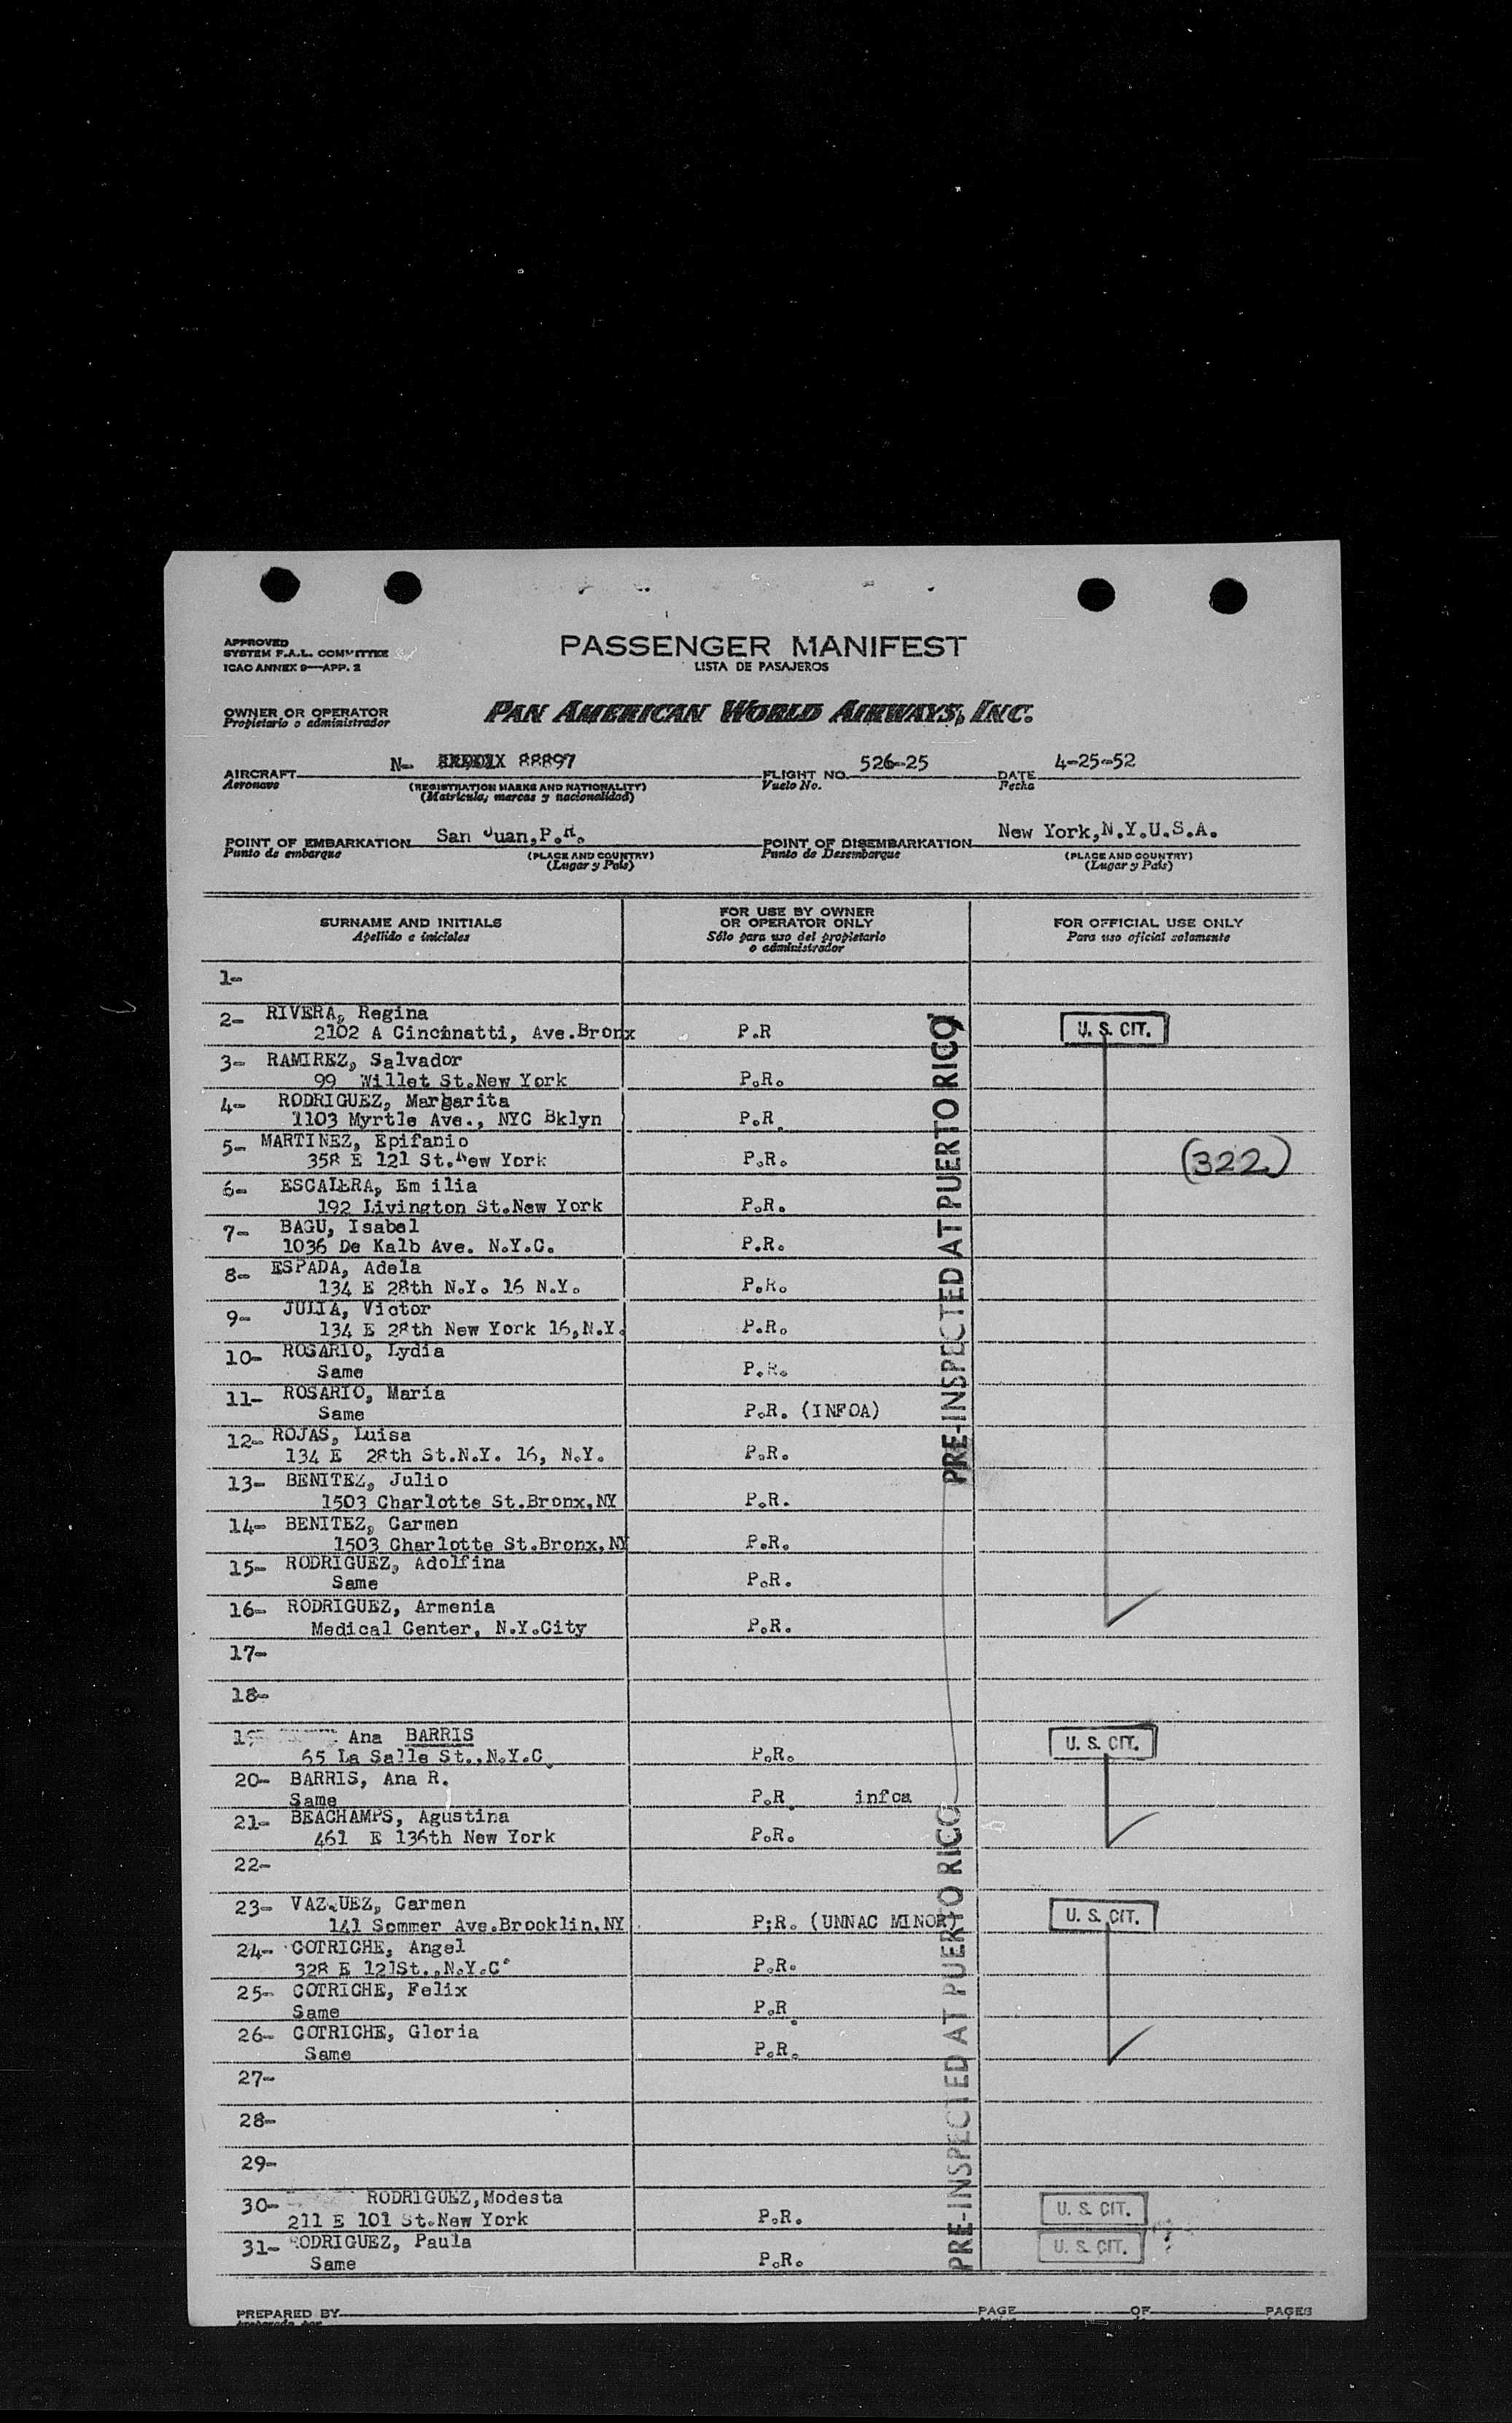 APPROVED
SYSTEM F.A.L. COMMITTEE
ICAO ANNEX 9—APP. 2
PASSENGER MANIFEST
LISTA DE PASAJEROS
OWNER OR OPERATOR
Propietario o administrador
PAN AMERICAN WORLD AIRWAYS, INC.
AIRCRAFT N- 88897
Aeronave
(REGISTRATION MARKS AND NATIONALITY)
(Matricula, marcas y nacionalidad)
FLIGHT NO. 526-25
Vuelo No.
DATE 4-25-52
Fecha
POINT OF EMBARKATION San Juan,P.R.
Punto de embarque
(PLACE AND COUNTRY)
(Lugar y País)
POINT OF DISEMBARKATION New York,N.Y.U.S.A.
Punto de Desembarque
(PLACE AND COUNTRY)
(Lugar y País)
SURNAME AND INITIALS
Apellido e iniciales
FOR USE BY OWNER
OR OPERATOR ONLY
Sólo para uso del propietario
o administrador
FOR OFFICIAL USE ONLY
Para uso oficial solamente
1-
2- RIVERA, Regina
2102 A Cincinnatti, Ave.Bronx P.R U. S. CIT.
3- RAMIREZ, Salvador
99 Willet St.New York P.R.
4- RODRIGUEZ, Margarita
1103 Myrtle Ave., NYC Bklyn P.R.
5- MARTINEZ, Epifanio
358 E 121 St.New York P.R. (322)
6- ESCALERA, Em ilia
192 Livington St.New York P.R.
7- BAGU, Isabel
1036 De Kalb Ave. N.Y.C. P.R.
8- ESPADA, Adela
134 E 28th N.Y. 16 N.Y. P.R.
9- JULIA, Victor
134 E 28th New York 16,N.Y. P.R.
10- ROSARIO, Lydia
Same P.R.
11- ROSARIO, Maria
Same P.R. (INFOA)
12- ROJAS, Luisa
134 E 28th St.N.Y. 16, N.Y. P.R.
13- BENITEZ, Julio
1503 Charlotte St.Bronx,NY P.R.
14- BENITEZ, Carmen
1503 Charlotte St.Bronx,NY P.R.
15- RODRIGUEZ, Adolfina
Same P.R.
16- RODRIGUEZ, Armenia
Medical Center, N.Y.City P.R.
17-
18-
19 Ana BARRIS
65 La Salle St.,N.Y.C. P.R. U. S. CIT.
20- BARRIS, Ana R.
Same P.R. infoa
21- BEACHAMPS, Agustina
461 E 136th New York P.R.
22-
23- VAZQUEZ, Carmen
141 Sommer Ave.Brooklin,NY P;R. (UNNAC MINOR) U. S. CIT.
24- COTRICHE, Angel
328 E 121St.,N.Y.C. P.R.
25- COTRICHE, Felix
Same P.R.
26- COTRICHE, Gloria
Same P.R.
27-
28-
29-
30- RODRIGUEZ,Modesta
211 E 101 St.New York P.R. U. S. CIT.
31- RODRIGUEZ, Paula
Same P.R. U. S. CIT.
PRE-INSPECTED AT PUERTO RICO
PRE-INSPECTED AT PUERTO RICO
PREPARED BY PAGE OF PAGES